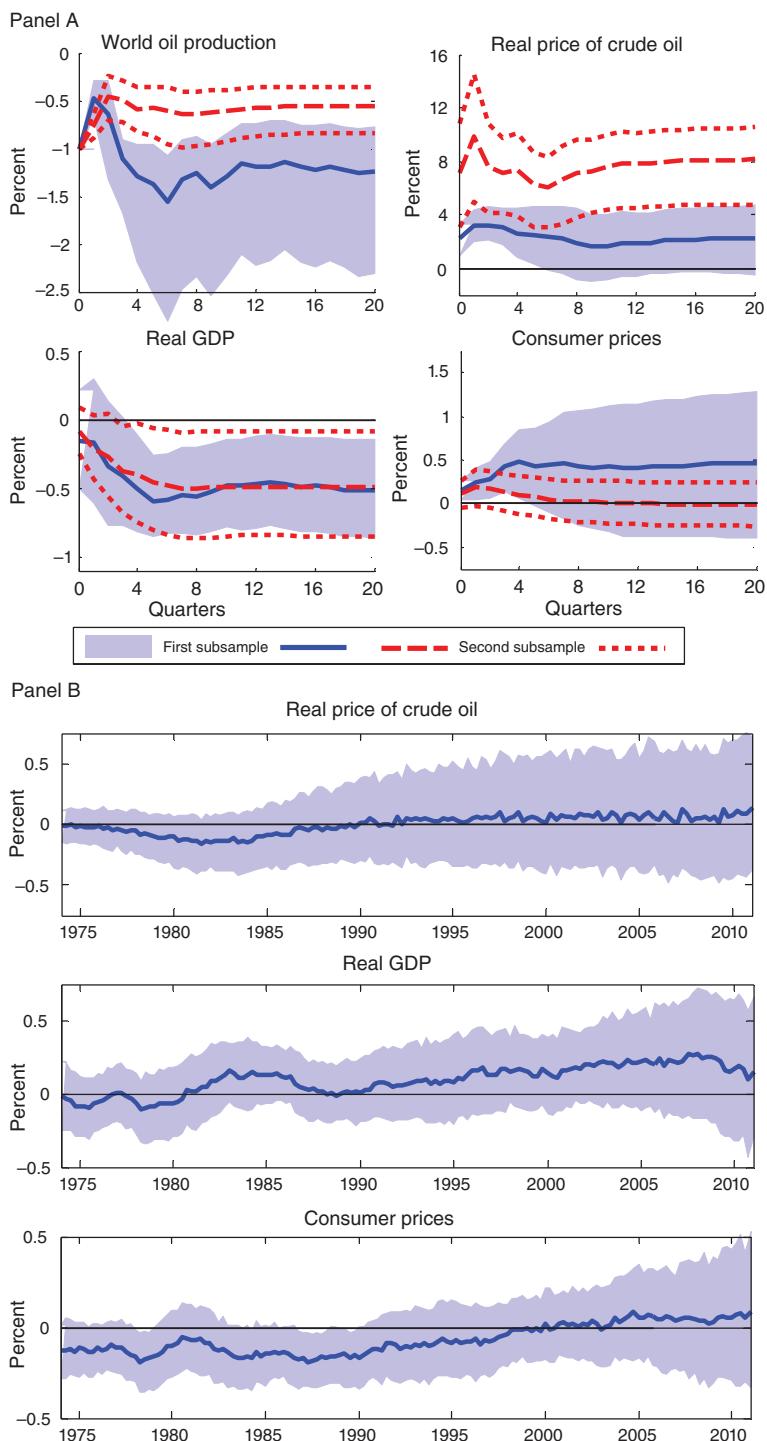 Panel A
World oil production
Real price of crude oil
Percent
0
−0.5
−1
−1.5
−2
−2.5
0 4 8 12 16 20
Percent
16
12
8
4
0
0 4 8 12 16 20
Real GDP
Consumer prices
Percent
0.5
0
−0.5
−1
0 4 8 12 16 20
Quarters
Percent
1.5
1
0.5
0
−0.5
0 4 8 12 16 20
Quarters
First subsample
Second subsample
Panel B
Real price of crude oil
Percent
0.5
0
−0.5
1975 1980 1985 1990 1995 2000 2005 2010
Real GDP
Percent
0.5
0
−0.5
1975 1980 1985 1990 1995 2000 2005 2010
Consumer prices
Percent
0.5
0
−0.5
1975 1980 1985 1990 1995 2000 2005 2010